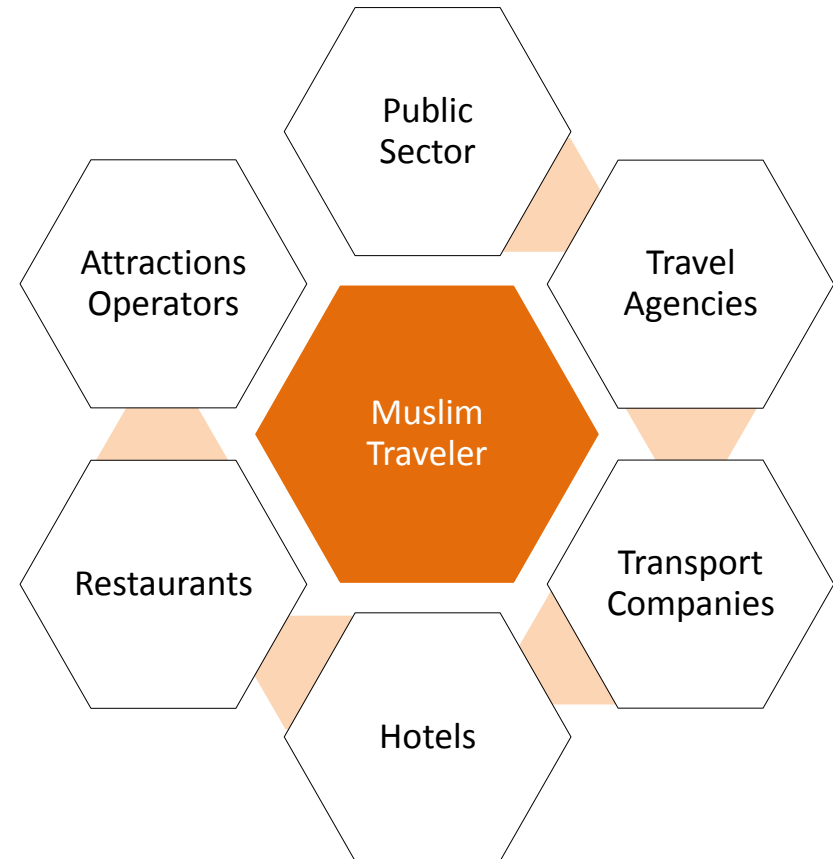 Public
Sector
Attractions
Operators
Travel
Agencies
Muslim
Traveler
Restaurants
Transport
Companies
Hotels